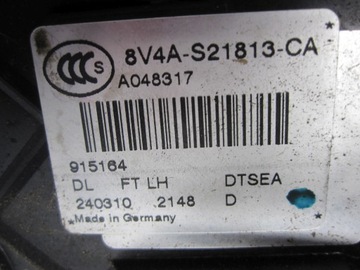 CCC S
8V4A-S21813-CA
A048317
915164
DL FT LH DTSEA
240310 .2148 D
Made in Germany